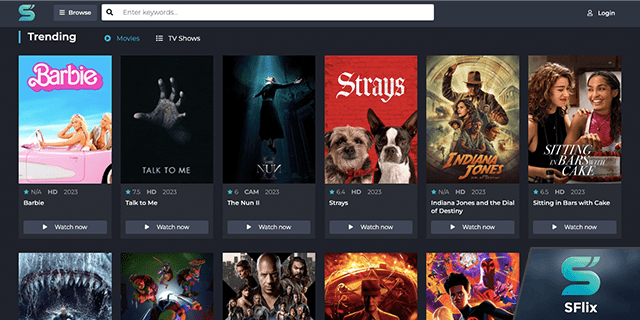 S
Browse
Enter keywords...
Login
Trending
Movies
TV Shows
Barbie
TALK TO ME
THE
NUN
II
Strays
INDIANA
JONES
SITTING
IN BARS WITH
CAKE
N/A HD 2023
7.5 HD 2023
6 CAM 2023
6.4 HD 2023
N/A HD 2023
6.5 HD 2023
Barbie
Talk to Me
The Nun II
Strays
Indiana Jones and the Dial
of Destiny
Sitting in Bars with Cake
Watch now
Watch now
Watch now
Watch now
Watch now
Watch now
S
SFlix